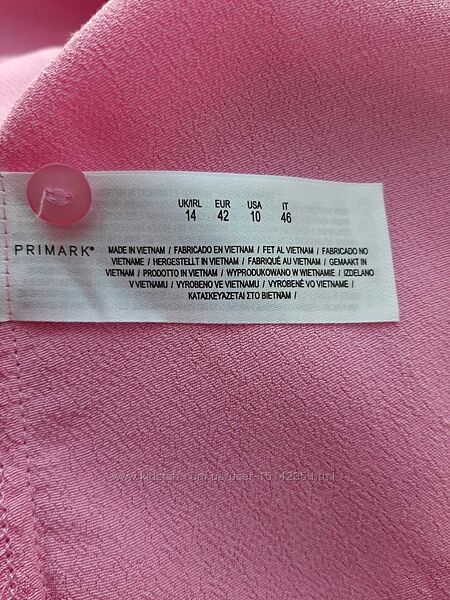 UK/IRL EUR USA IT
14 42 10 46
PRIMARK®
MADE IN VIETNAM / FABRICADO EN VIETNAM / FET AL VIETNAM / FABRICADO NO
VIETNAME / HERGESTELLT IN VIETNAM / FABRIQUÉ AU VIETNAM / GEMAAKT IN
VIETNAM / PRODOTTO IN VIETNAM / WYPRODUKOWANO W WIETNAMIE / IZDELANO
V VIETNAMU / VYROBENO VE VIETNAMU / VYROBENÉ VO VIETNAME /
ΚΑΤΑΣΚΕΥΑΖΕΤΑΙ ΣΤΟ ΒΙΕΤΝΑΜ /